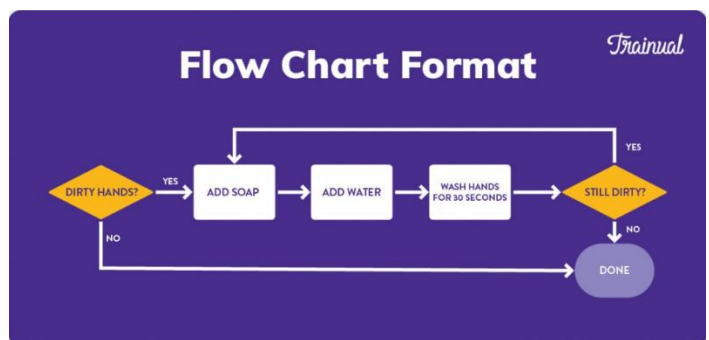 Trainual
Flow Chart Format
YES
DIRTY HANDS?
YES
ADD SOAP
ADD WATER
WASH HANDS
FOR 30 SECONDS
STILL DIRTY?
NO
NO
DONE